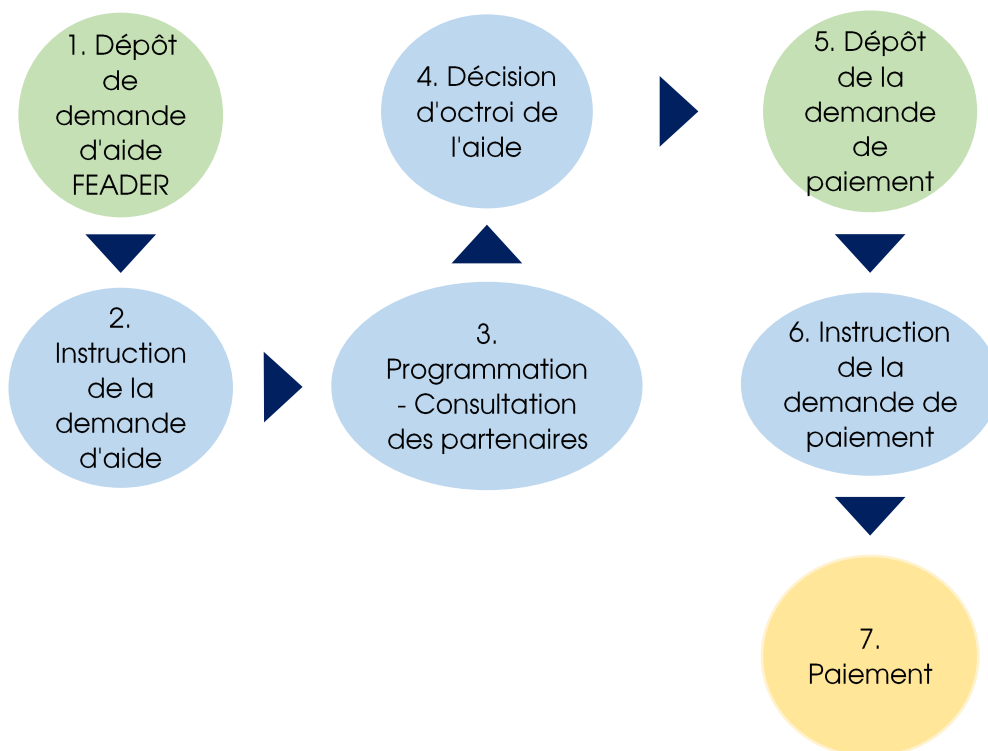 1. Dépôt
de
demande
d'aide
FEADER
2.
Instruction
de la
demande
d'aide
3.
Programmation
- Consultation
des partenaires
4. Décision
d'octroi de
l'aide
5. Dépôt
de la
demande
de
paiement
6. Instruction
de la
demande de
paiement
7.
Paiement